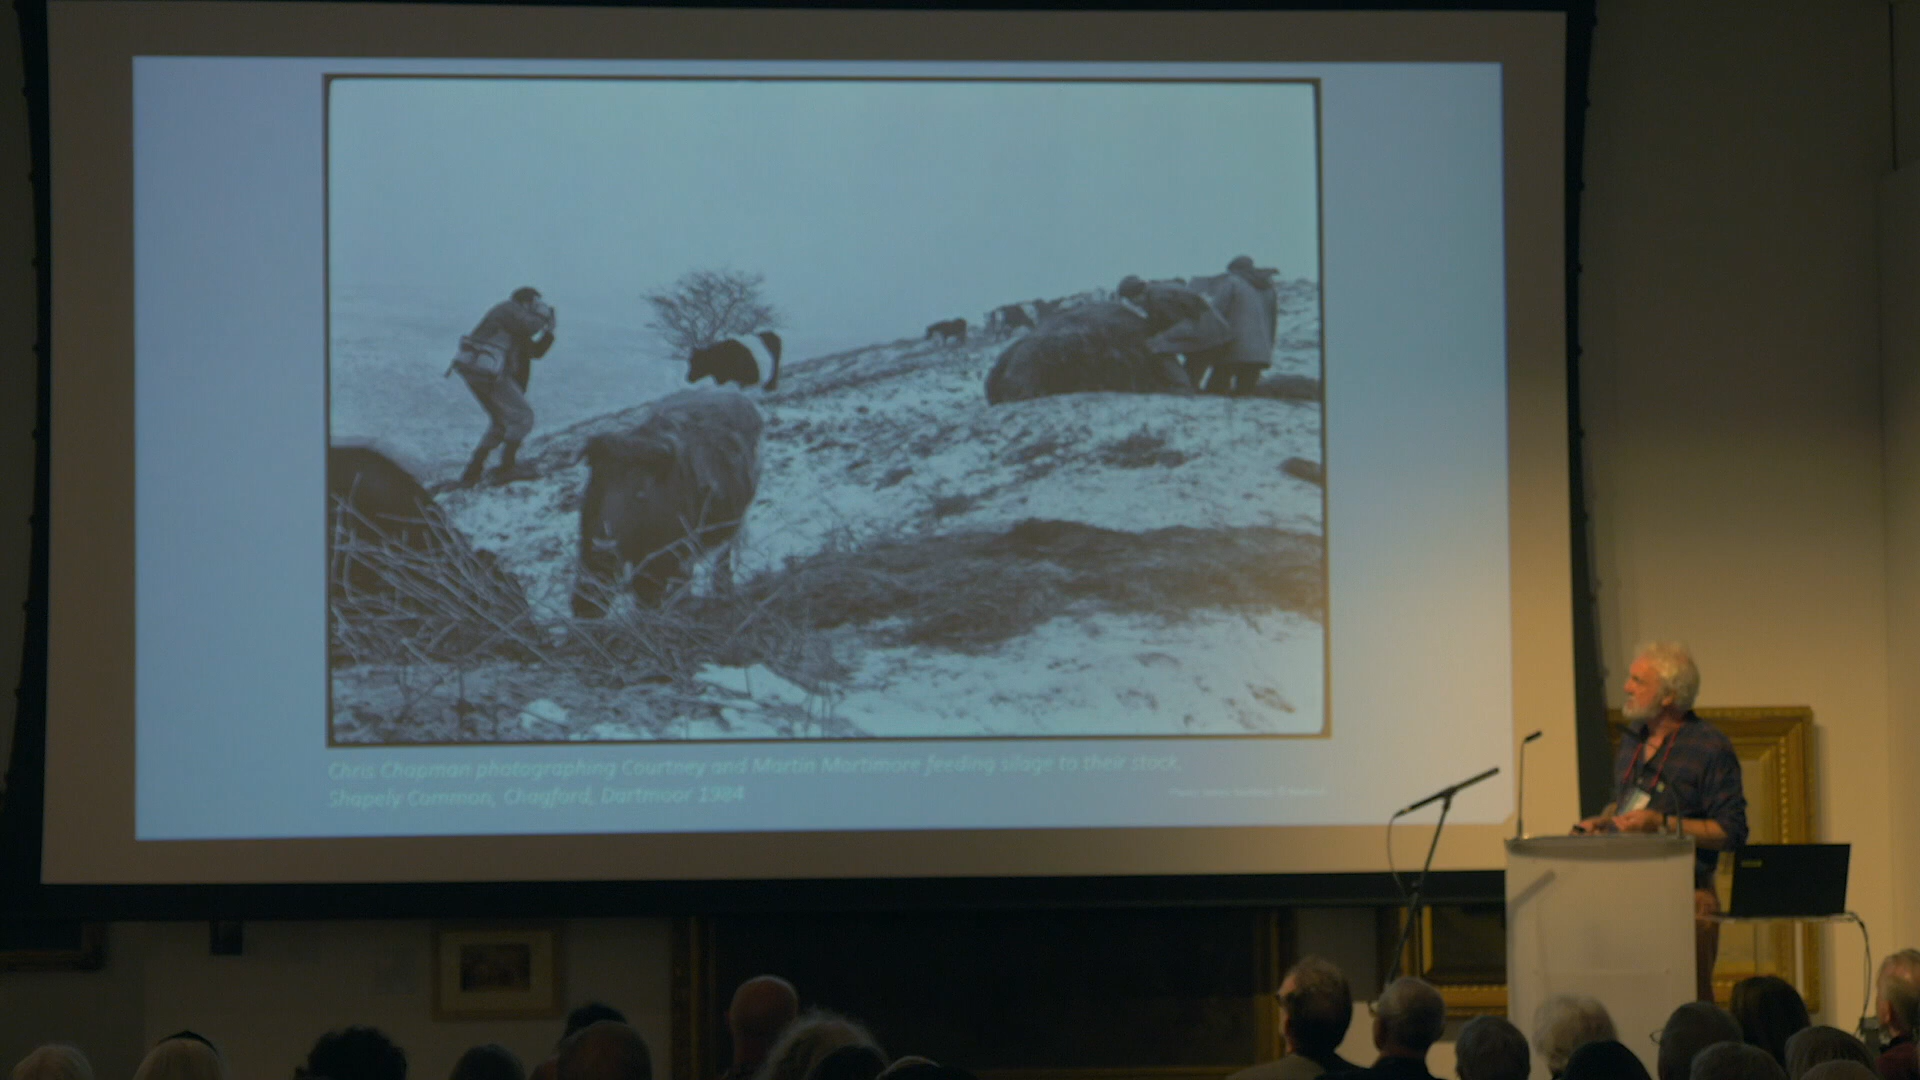 Chris Chapman photographing Courtney and Martin Mortimore feeding silage to their stock,
Shapely Common, Chagford, Dartmoor 1984